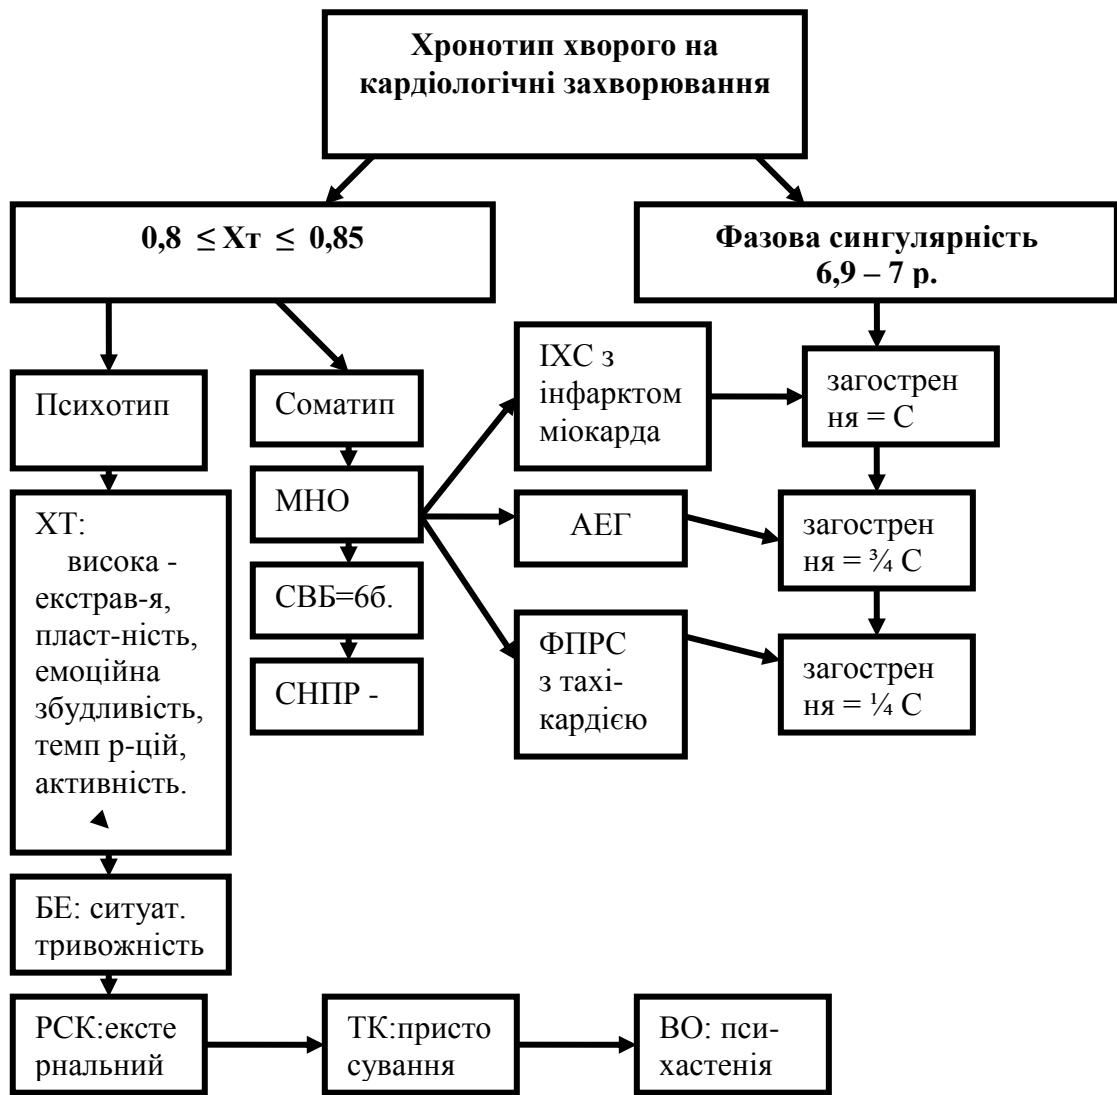 Хронотип хворого на
кардіологічні захворювання
0,8 ≤ Хт ≤ 0,85
Фазова сингулярність
6,9 – 7 р.
Психотип
Соматип
ІХС з
інфарктом
міокарда
загострен
ня = С
ХТ:
висока -
екстрав-я,
пласт-ність,
емоційна
збудливість,
темп р-цій,
активність.
МНО
АЕГ
загострен
ня = ¾ С
СВБ=6б.
СНПР -
ФПРС
з тахі-
кардією
загострен
ня = ¼ С
БЕ: ситуат.
тривожність
РСК:ексте
рнальний
ТК:присто
сування
ВО: пси-
хастенія